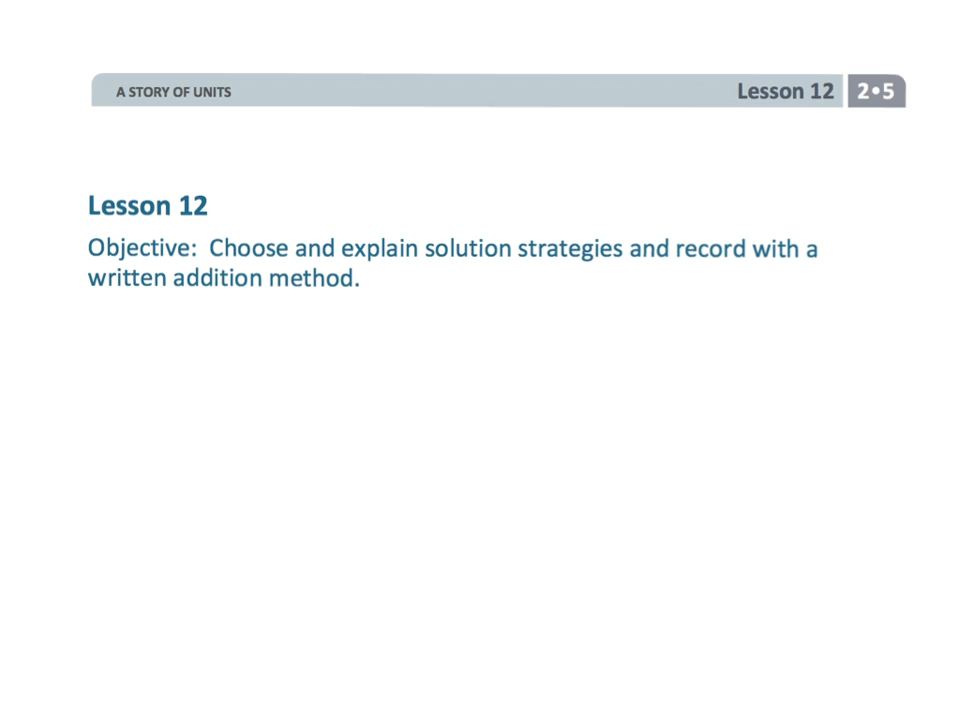 A STORY OF UNITS
Lesson 12
2•5
Lesson 12
Objective: Choose and explain solution strategies and record with a
written addition method.